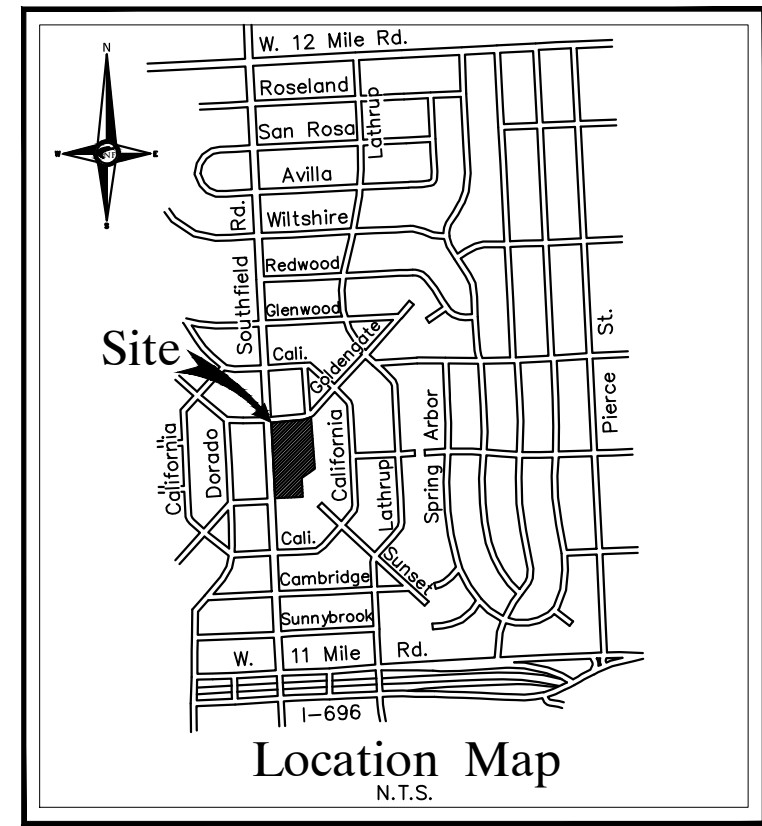 N
W. 12 Mile Rd.
Roseland
Lathrup
San Rosa
W
NF
E
Avilla
S
Rd.
Wiltshire
Southfield
Redwood
Glenwood
St.
Site
Cali.
Goldengate
Pierce
California
Dorado
California
Lathrup
Spring Arbor
Cali.
Sunset
Cambridge
Sunnybrook
W. 11 Mile Rd.
I-696
Location Map
N.T.S.